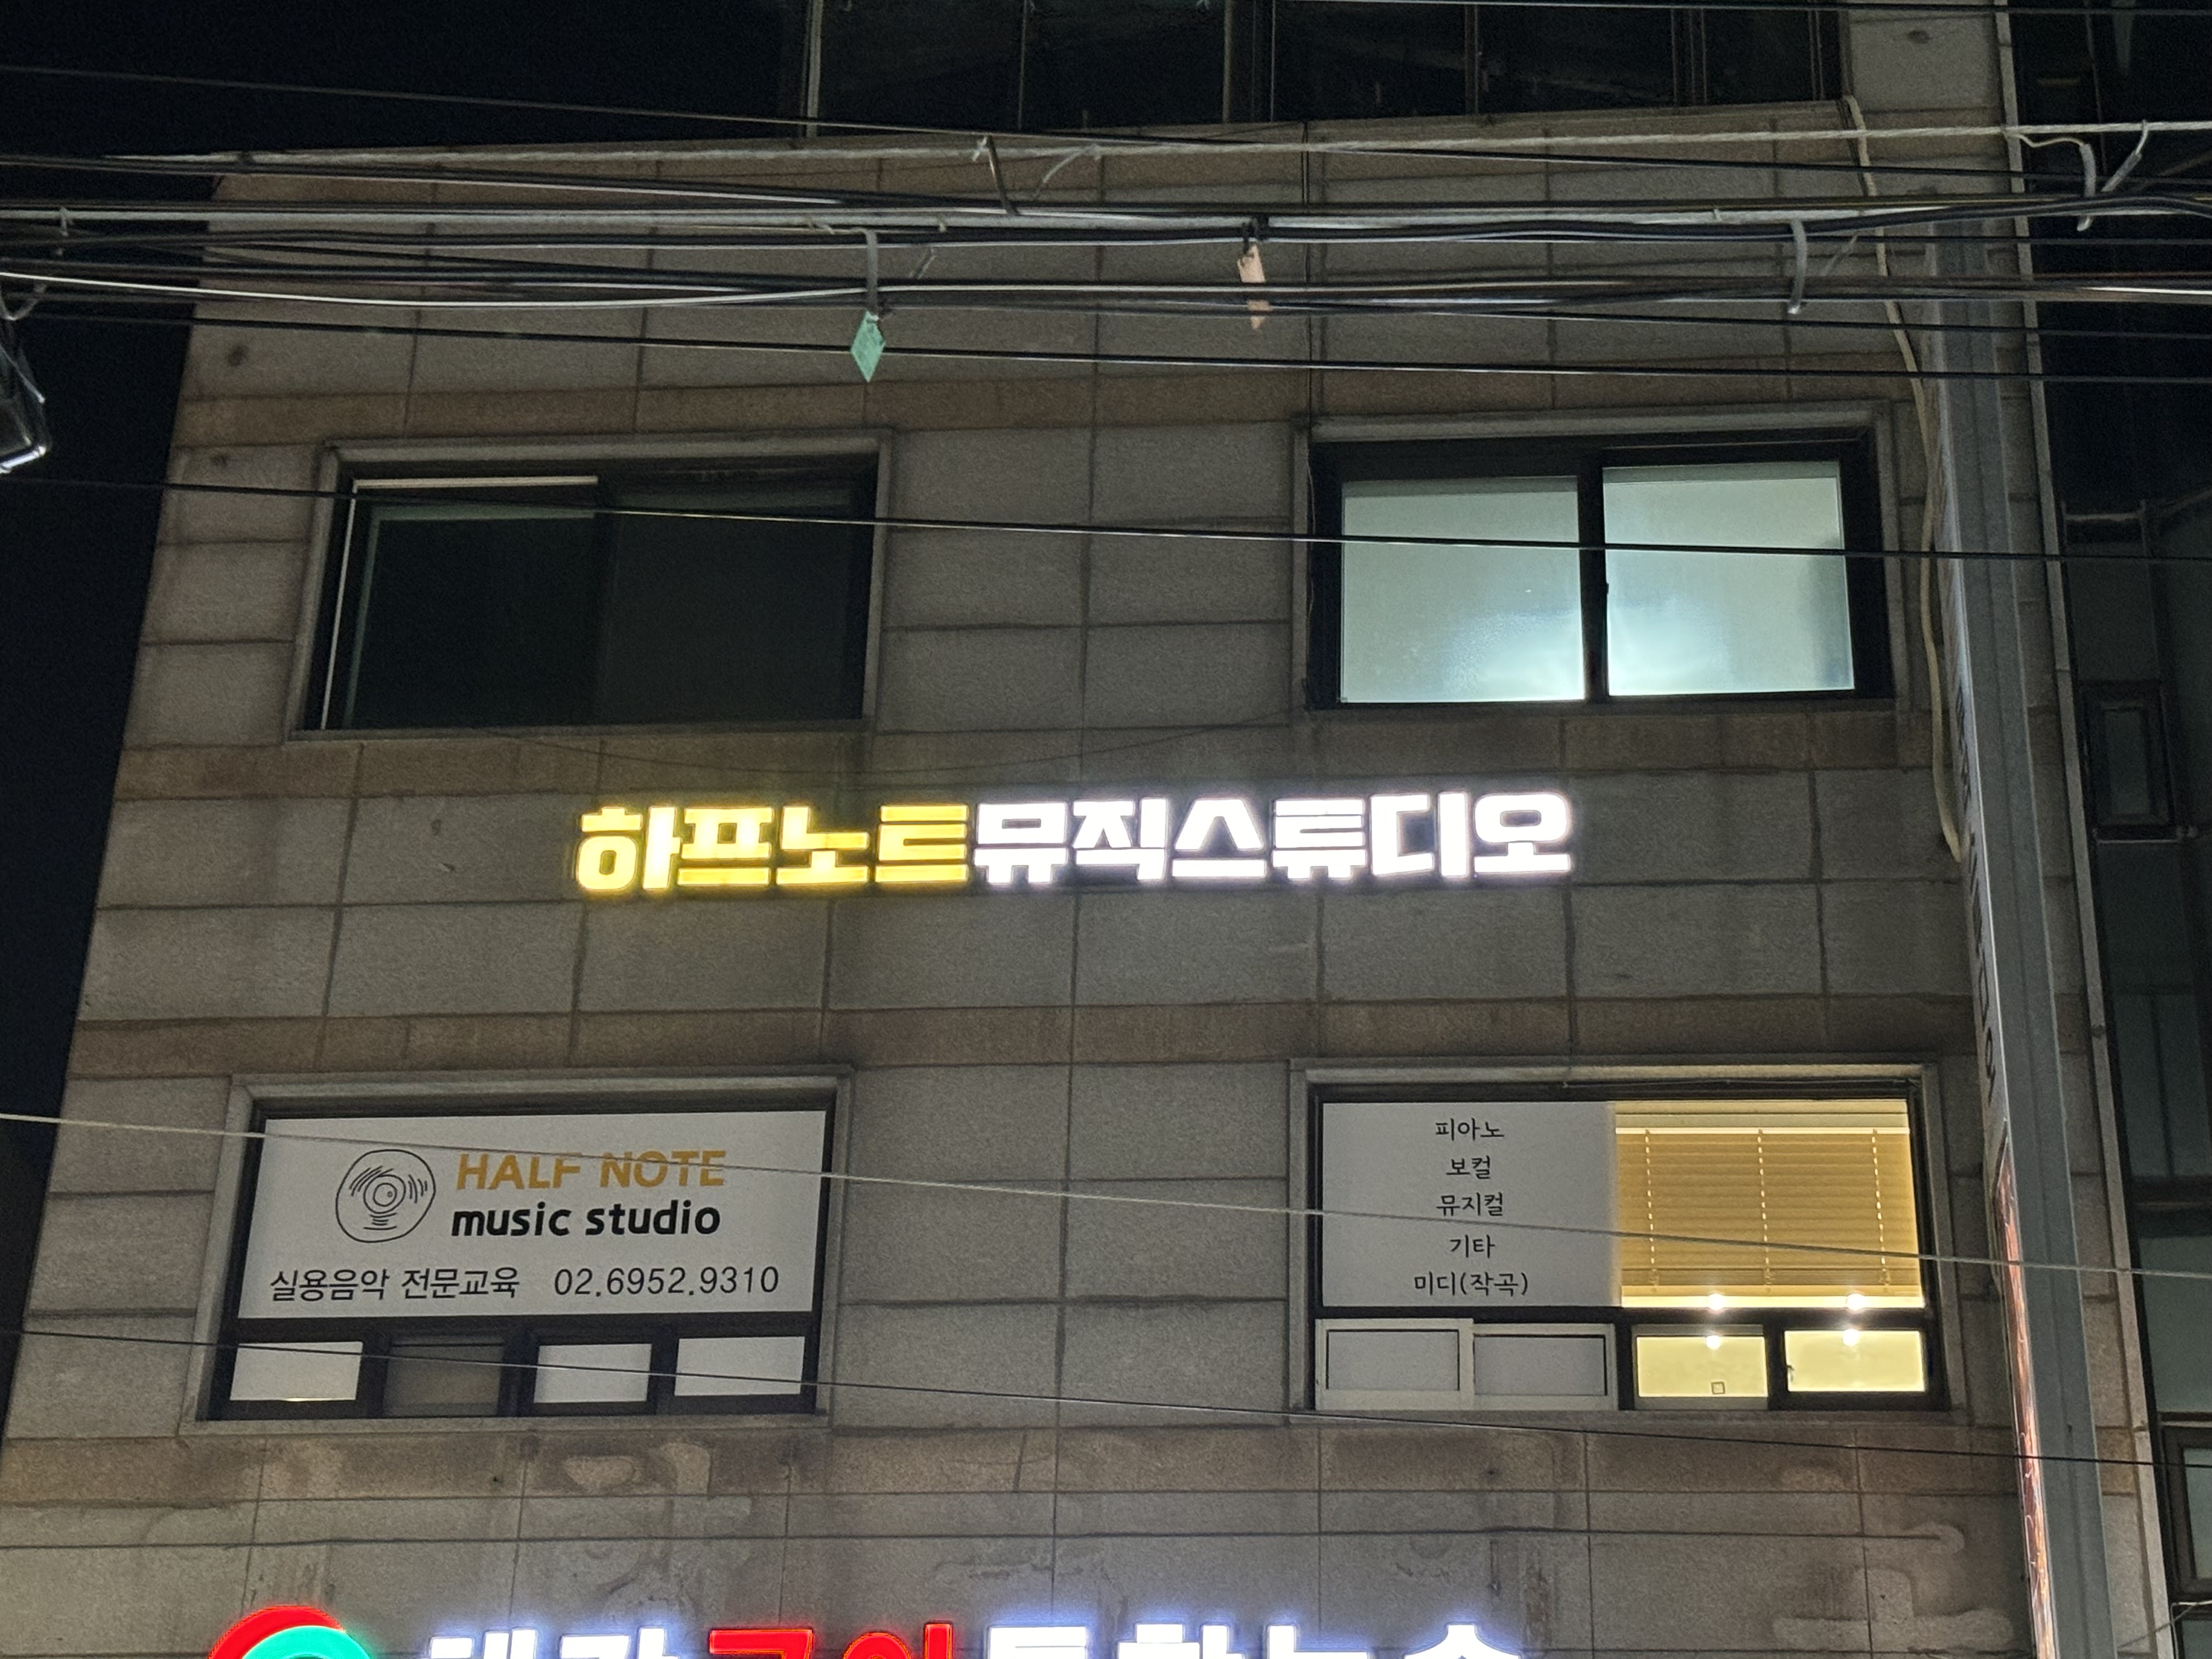 하프노트뮤직스튜디오
HALF NOTE
music studio
실용음악 전문교육 02.6952.9310
피아노
보컬
뮤지컬
기타
미디(작곡)